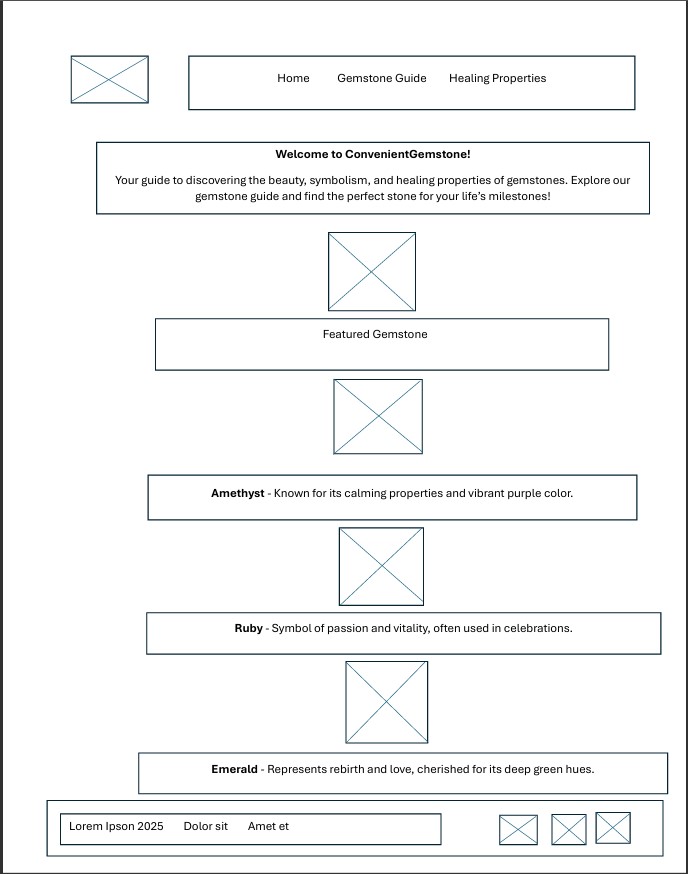 Home Gemstone Guide Healing Properties
Welcome to ConvenientGemstone!
Your guide to discovering the beauty, symbolism, and healing properties of gemstones. Explore our
gemstone guide and find the perfect stone for your life’s milestones!
Featured Gemstone
Amethyst - Known for its calming properties and vibrant purple color.
Ruby - Symbol of passion and vitality, often used in celebrations.
Emerald - Represents rebirth and love, cherished for its deep green hues.
Lorem Ipson 2025 Dolor sit Amet et